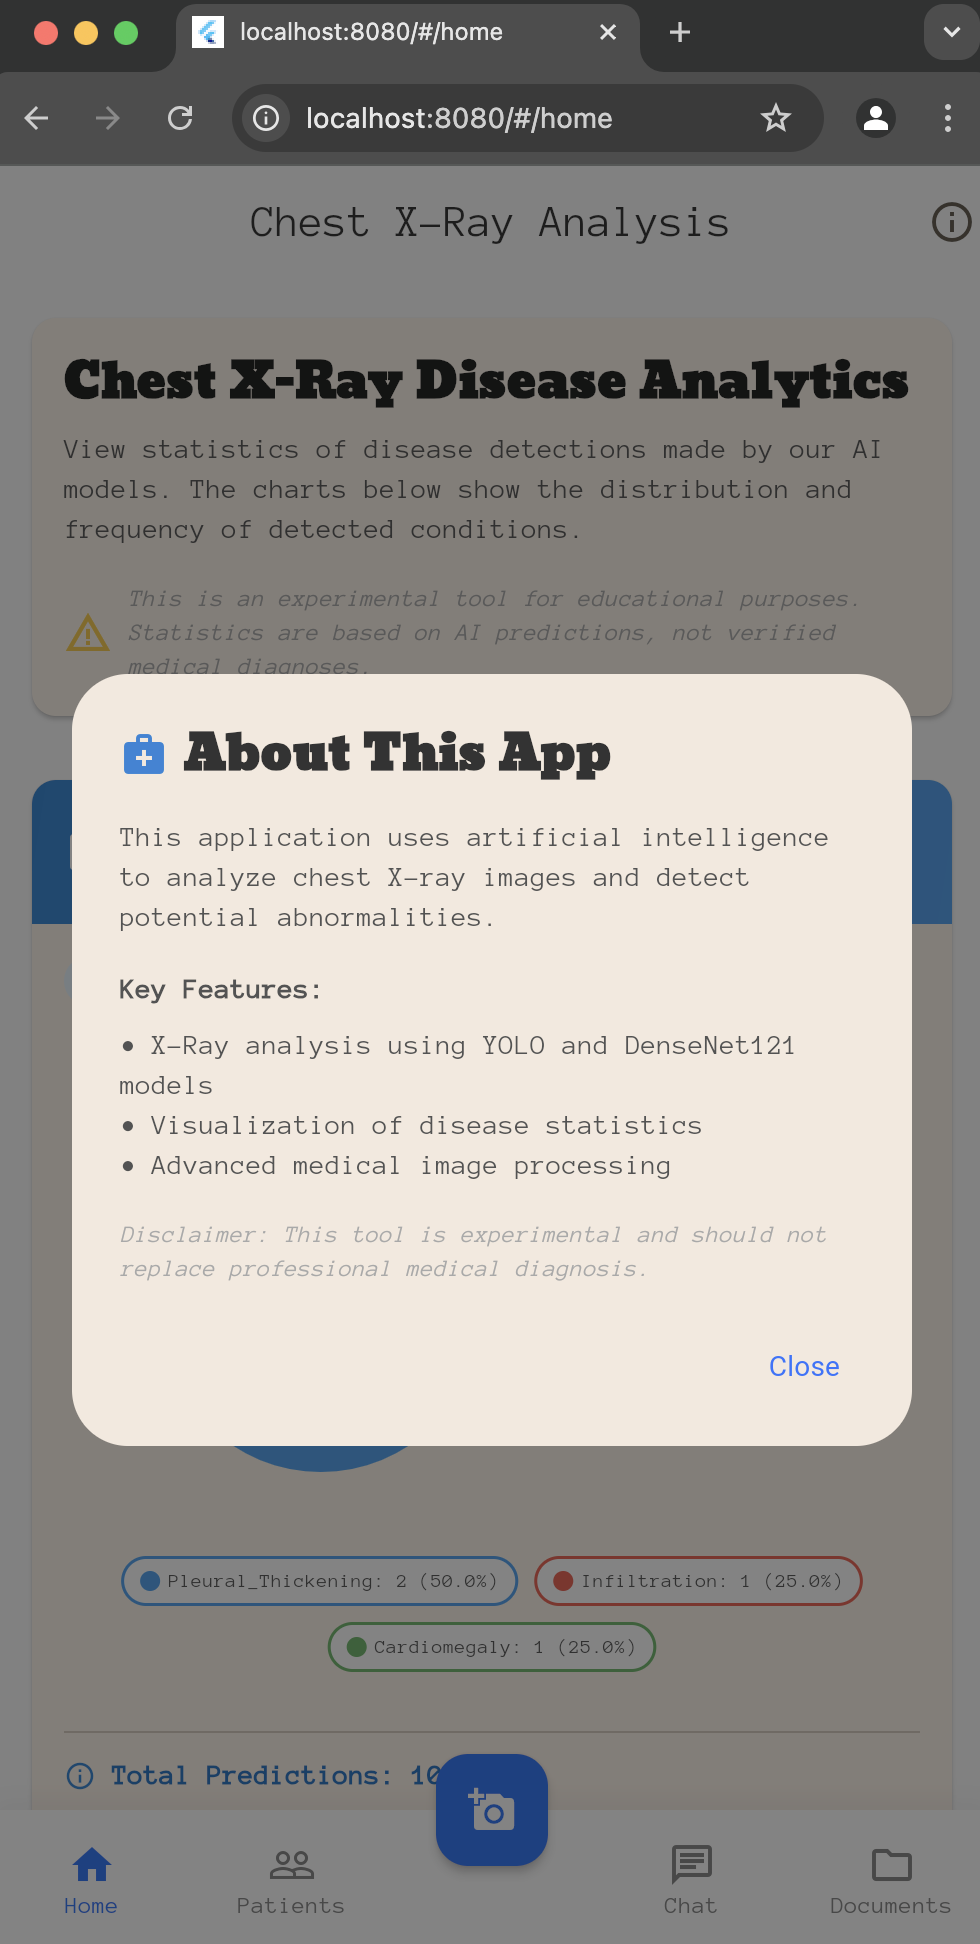 localhost:8080/#/home
localhost:8080/#/home
Chest X-Ray Analysis
Chest X-Ray Disease Analytics
View statistics of disease detections made by our AI
models. The charts below show the distribution and
frequency of detected conditions.
This is an experimental tool for educational purposes.
Statistics are based on AI predictions, not verified
medical diagnoses.
About This App
This application uses artificial intelligence
to analyze chest X-ray images and detect
potential abnormalities.
Key Features:
• X-Ray analysis using YOLO and DenseNet121
models
• Visualization of disease statistics
• Advanced medical image processing
Disclaimer: This tool is experimental and should not
replace professional medical diagnosis.
Close
Pleural_Thickening: 2 (50.0%)
Infiltration: 1 (25.0%)
Cardiomegaly: 1 (25.0%)
Total Predictions: 10
Home
Patients
Chat
Documents